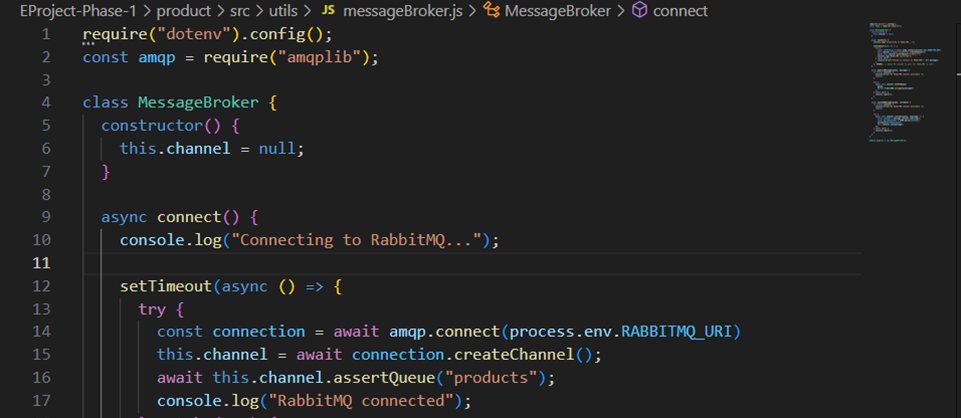 EProject-Phase-1 > product > src > utils > JS messageBroker.js > MessageBroker > connect
1 require("dotenv").config();
2 const amqp = require("amqplib");
3
4 class MessageBroker {
5 constructor() {
6 this.channel = null;
7 }
8
9 async connect() {
10 console.log("Connecting to RabbitMQ...");
11
12 setTimeout(async () => {
13 try {
14 const connection = await amqp.connect(process.env.RABBITMQ_URI)
15 this.channel = await connection.createChannel();
16 await this.channel.assertQueue("products");
17 console.log("RabbitMQ connected");